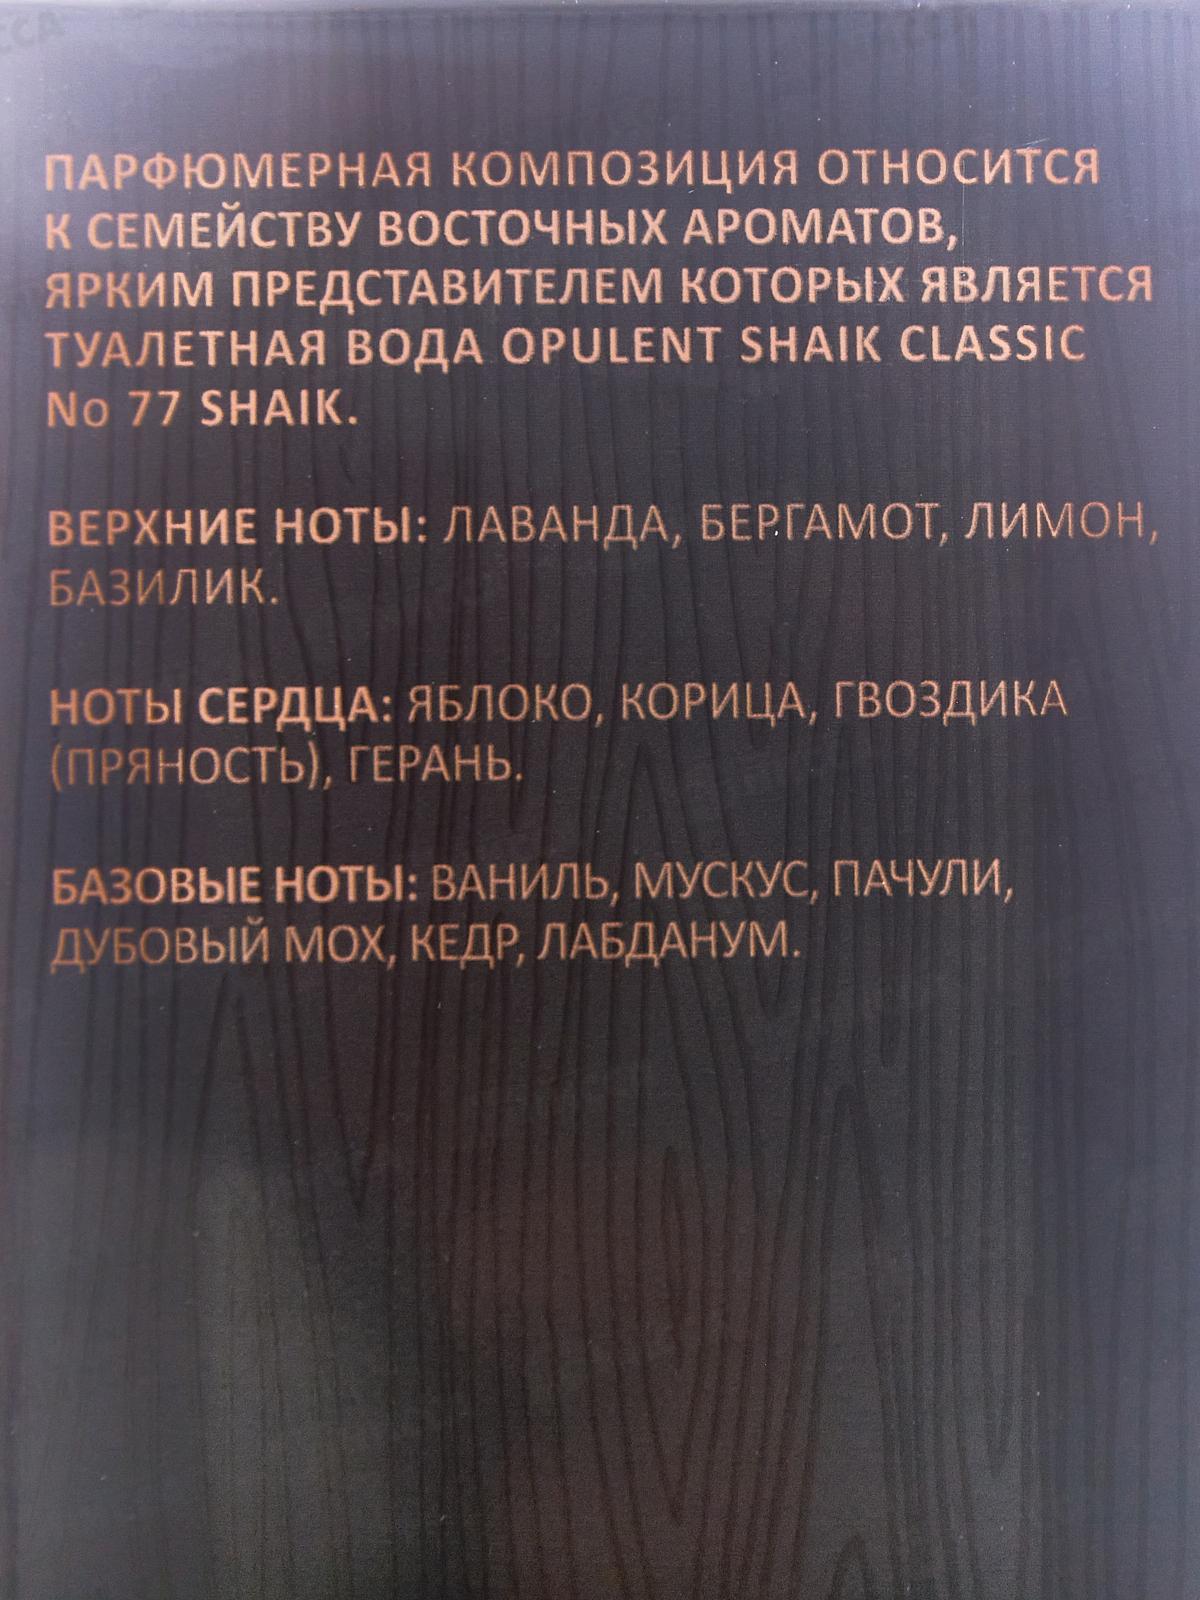 ПАРФЮМЕРНАЯ КОМПОЗИЦИЯ ОТНОСИТСЯ
К СЕМЕЙСТВУ ВОСТОЧНЫХ АРОМАТОВ,
ЯРКИМ ПРЕДСТАВИТЕЛЕМ КОТОРЫХ ЯВЛЯЕТСЯ
ТУАЛЕТНАЯ ВОДА OPULENT SHAIK CLASSIC
No 77 SHAIK.
ВЕРХНИЕ НОТЫ: ЛАВАНДА, БЕРГАМОТ, ЛИМОН,
БАЗИЛИК.
НОТЫ СЕРДЦА: ЯБЛОКО, КОРИЦА, ГВОЗДИКА
(ПРЯНОСТЬ), ГЕРАНЬ.
БАЗОВЫЕ НОТЫ: ВАНИЛЬ, МУСКУС, ПАЧУЛИ,
ДУБОВЫЙ МОХ, КЕДР, ЛАБДАНУМ.